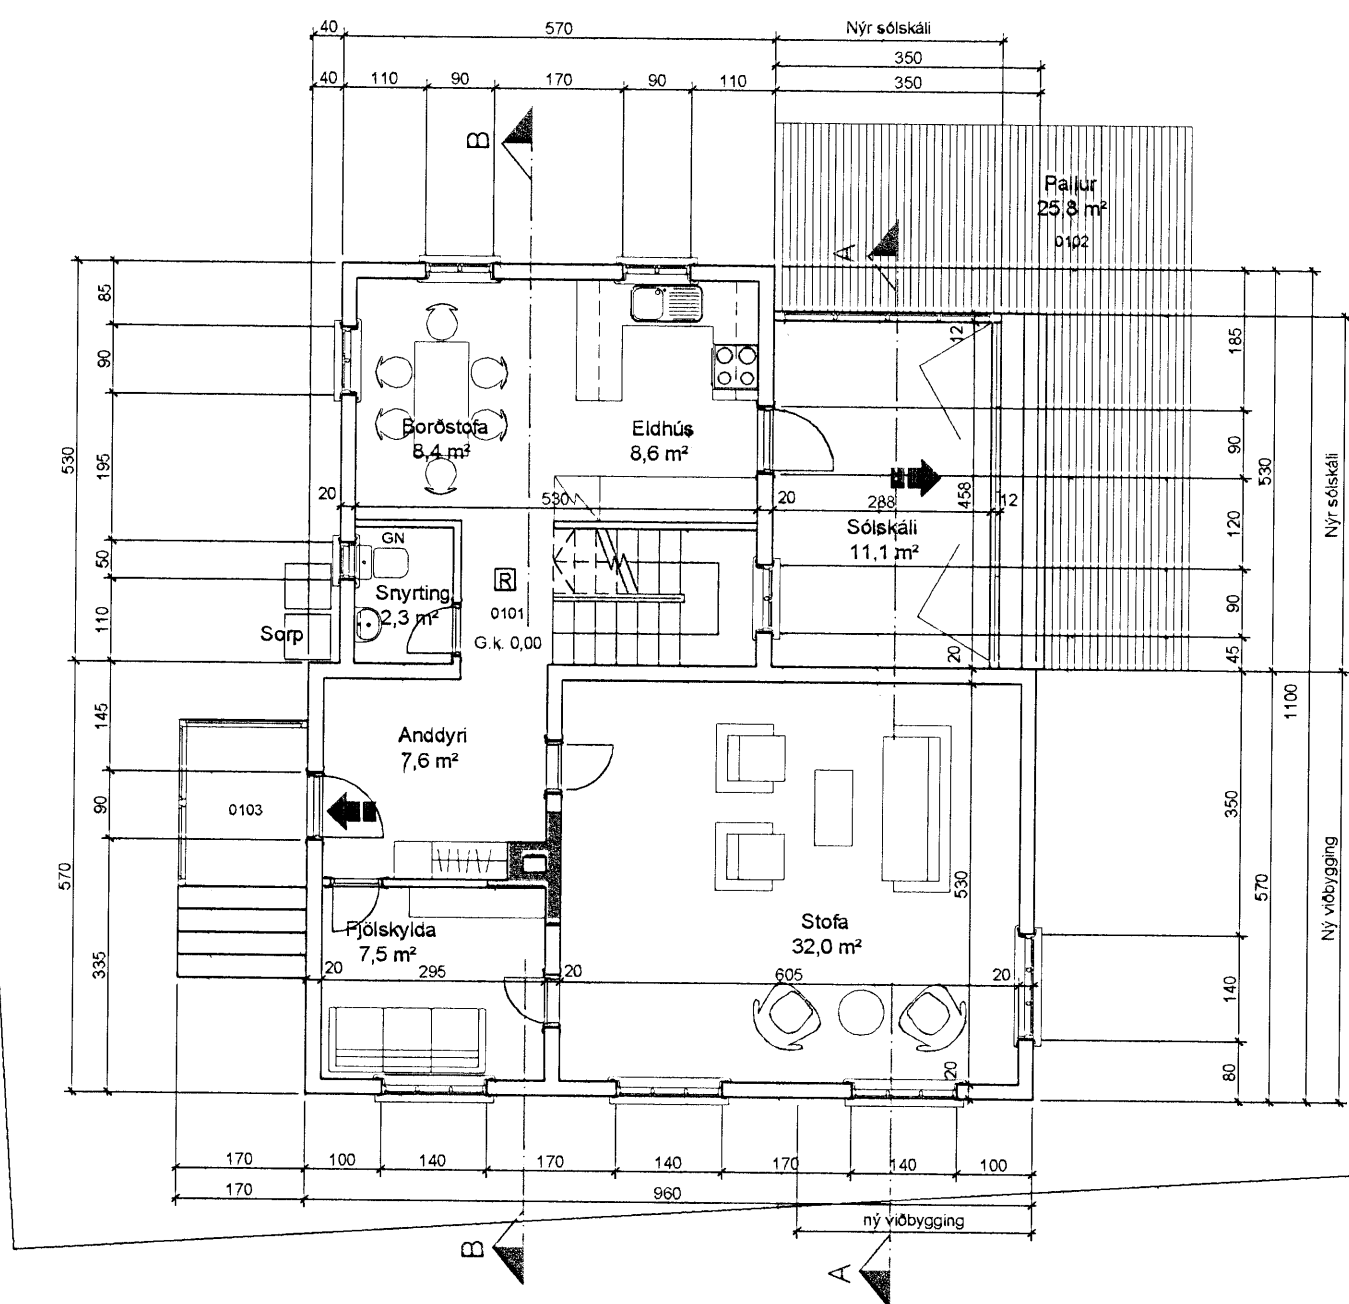 40
570
Nýr sólskáli
350
40
110
90
170
90
110
350
B
A
Pallur
25,8 m²
0102
85
90
195
50
110
530
145
90
335
570
185
90
120
90
45
530
Nýr sólskáli
1100
350
140
80
570
Ný viðbygging
Borðstofa
8,4 m²
Eldhús
8,6 m²
12
20
530
20
288
458
12
Sólskáli
11,1 m²
GN
Snyrting
2,3 m²
R
0101
G.k. 0,00
Sorp
20
Anddyri
7,6 m²
0103
Stofa
32,0 m²
530
Fjölskylda
7,5 m²
20
295
20
605
20
20
170
100
140
170
140
170
140
100
170
960
ný viðbygging
B
A